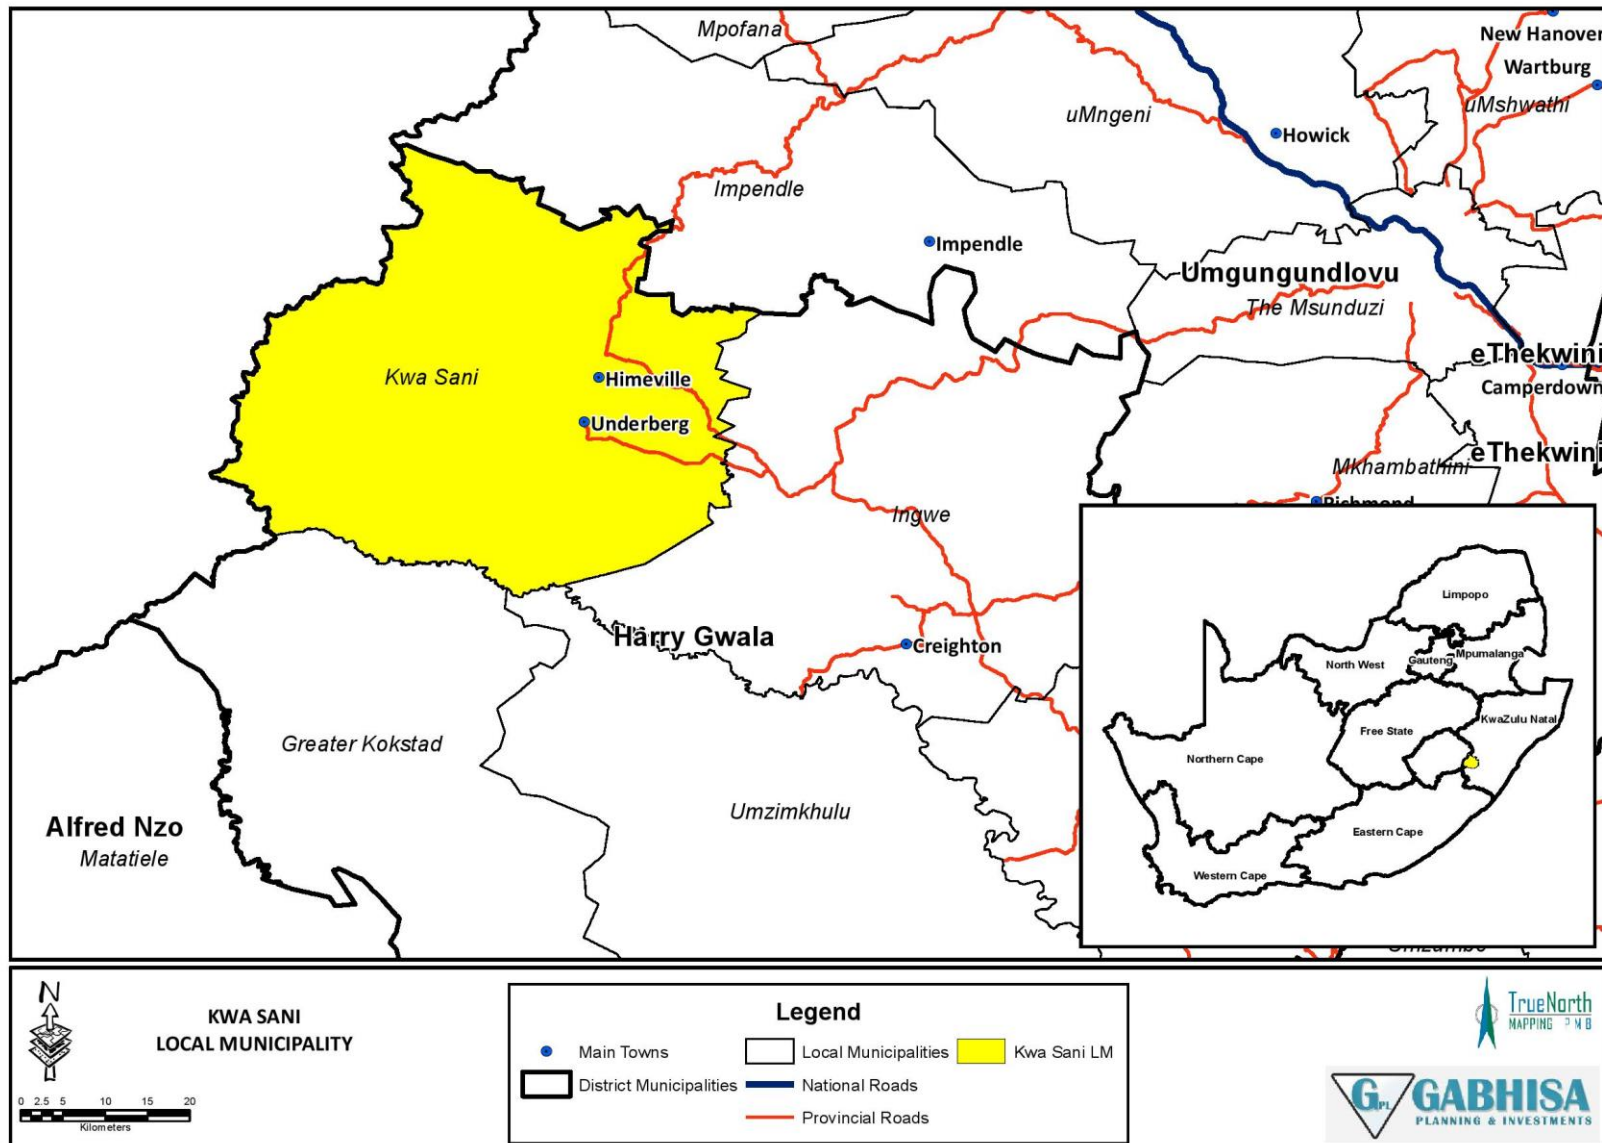 Mpofana
New Hanover
Wartburg
uMshwathi
uMngeni
Howick
Impendle
Impendle
Umgungundlovu
The Msunduzi
eThekwini
Camperdown
Kwa Sani
Himeville
Underberg
eThekwini
Mkhambathini
Richmond
Ingwe
Harry Gwala
Creighton
Greater Kokstad
Umzimkhulu
Alfred Nzo
Matatiele
Limpopo
North West
Gauteng
Mpumalanga
Free State
KwaZulu Natal
Northern Cape
Eastern Cape
Western Cape
N
KWA SANI
LOCAL MUNICIPALITY
0 2.5 5 10 15 20
Kilometers
Legend
Main Towns
Local Municipalities
Kwa Sani LM
District Municipalities
National Roads
Provincial Roads
TrueNorth
MAPPING PMB
GPL GABHISA
PLANNING & INVESTMENTS